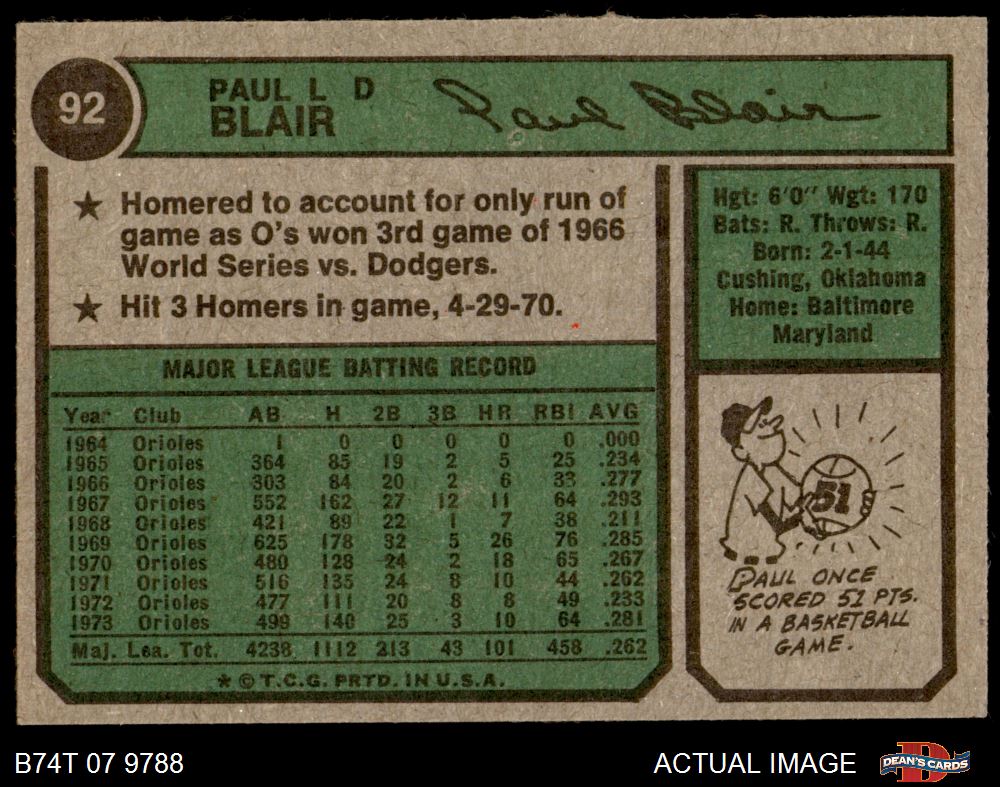 92
PAUL L D
BLAIR
Paul Blair
★ Homered to account for only run of
game as O's won 3rd game of 1966
World Series vs. Dodgers.
★ Hit 3 Homers in game, 4-29-70.
Hgt: 6'0" Wgt: 170
Bats: R. Throws: R.
Born: 2-1-44
Cushing, Oklahoma
Home: Baltimore
Maryland
MAJOR LEAGUE BATTING RECORD
Year Club AB H 2B 3B HR RBI AVG
1964 Orioles 1 0 0 0 0 0 .000
1965 Orioles 364 85 19 2 5 25 .234
1966 Orioles 303 84 20 2 6 33 .277
1967 Orioles 552 162 27 12 11 64 .293
1968 Orioles 421 89 22 1 7 38 .211
1969 Orioles 625 178 32 5 26 76 .285
1970 Orioles 480 128 24 2 18 65 .267
1971 Orioles 516 135 24 8 10 44 .262
1972 Orioles 477 111 20 8 8 49 .233
1973 Orioles 499 140 25 3 10 64 .281
Maj. Lea. Tot. 4238 1112 213 43 101 458 .262
* © T.C.G. PRTD. IN U.S.A.
51
PAUL ONCE
SCORED 51 PTS.
IN A BASKETBALL
GAME.
B74T 07 9788
ACTUAL IMAGE
DEAN'S CARDS